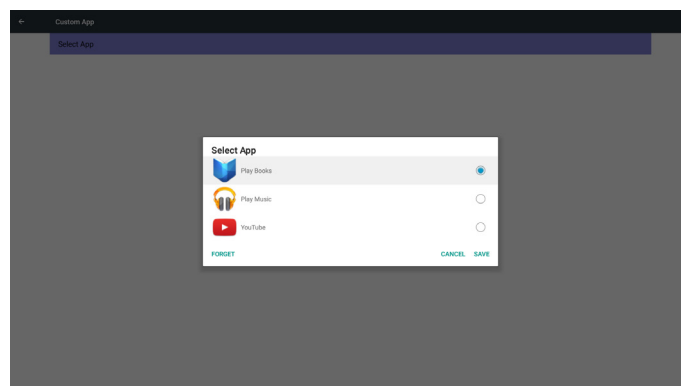 Custom App
Select App
Select App
Play Books
Play Music
YouTube
FORGET
CANCEL SAVE